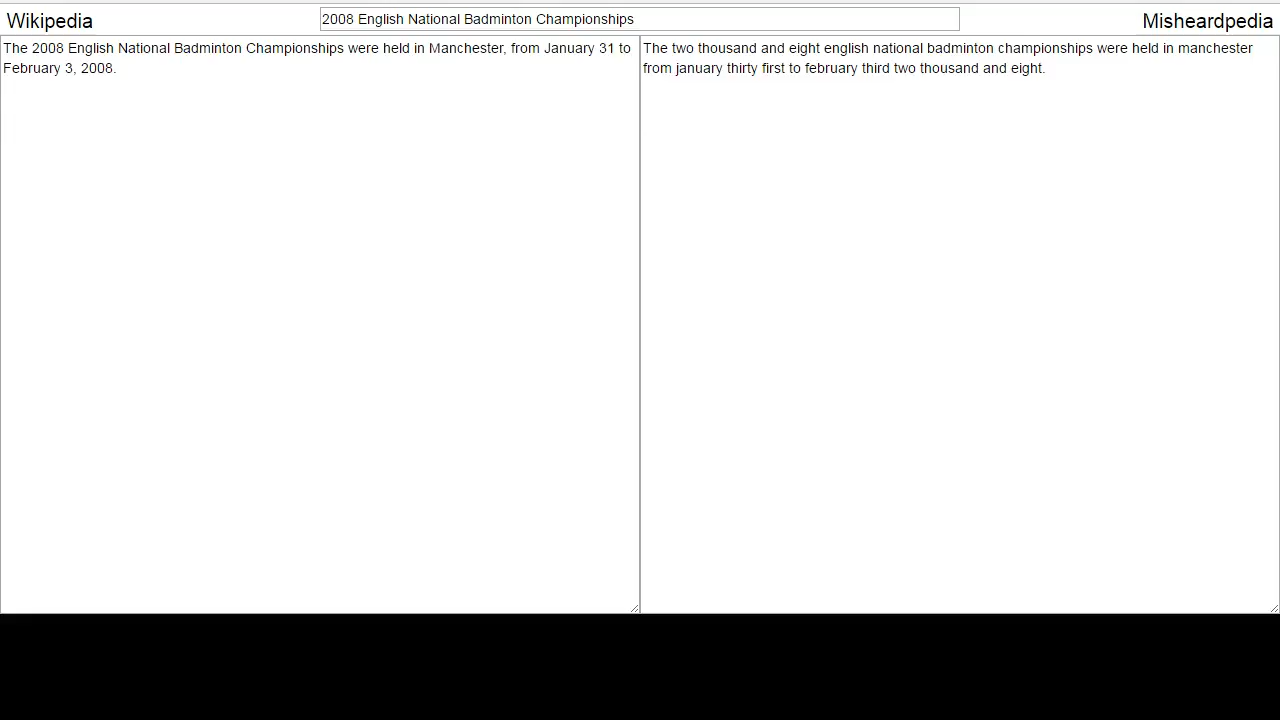 Wikipedia
2008 English National Badminton Championships
Misheardpedia
The 2008 English National Badminton Championships were held in Manchester, from January 31 to
February 3, 2008.
The two thousand and eight english national badminton championships were held in manchester
from january thirty first to february third two thousand and eight.